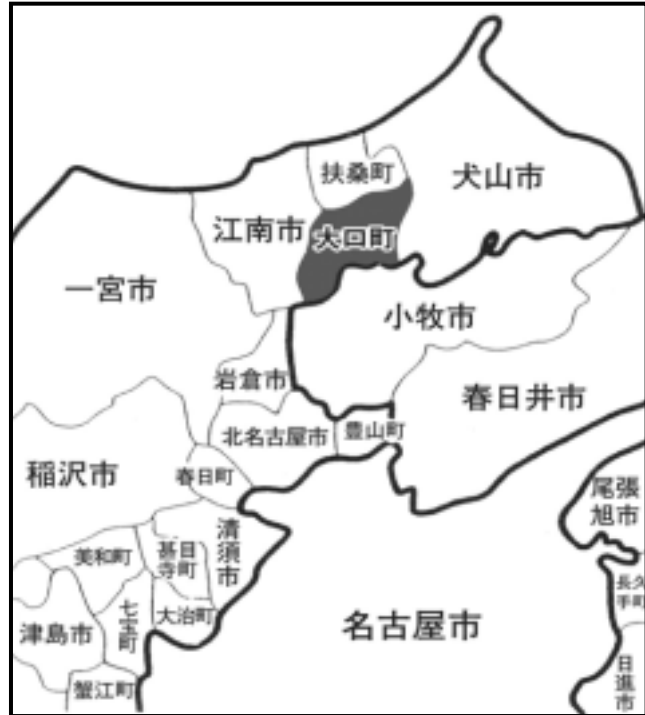 扶桑町
犬山市
江南市
大口町
一宮市
小牧市
岩倉市
春日井市
北名古屋市
豊山町
稲沢市
春日町
尾張
旭市
清須市
美和町
甚目
寺町
長久
手町
七宝町
大治町
津島市
名古屋市
日進市
蟹江町